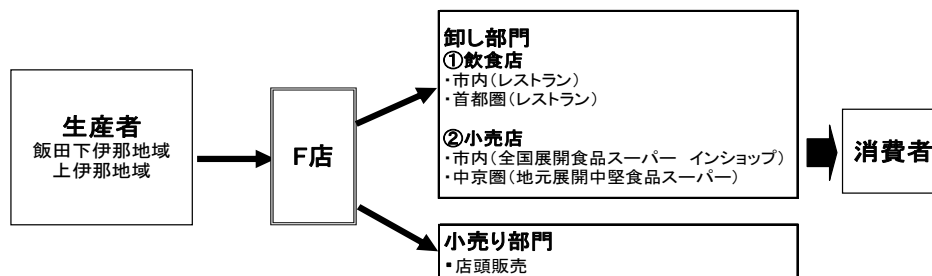 生産者
飯田下伊那地域
上伊那地域
F店
卸し部門
①飲食店
・市内（レストラン）
・首都圏（レストラン）
②小売店
・市内（全国展開食品スーパー　インショップ）
・中京圏（地元展開中堅食品スーパー）
小売り部門
▪店頭販売
消費者